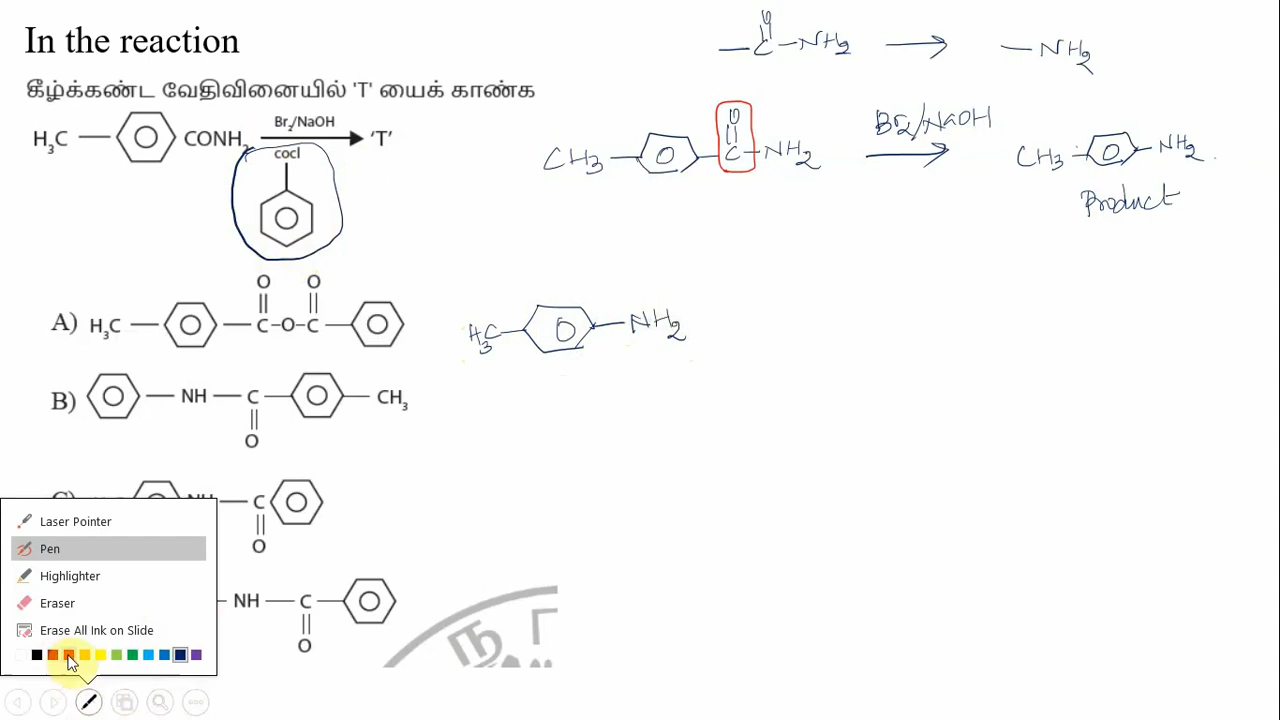 In the reaction
கீழ்க்கண்ட வேதிவினையில் 'T' யைக் காண்க
H₃C CONH₂ Br₂/NaOH 'T'
cocl
A) H₃C O O C–O–C
B) NH C CH₃
O
NH C
O
NH C
O
O
C NH₂ NH₂
CH₃ O C NH₂ Br₂/NaOH CH₃ NH₂
Product
H₃C NH₂
Laser Pointer
Pen
Highlighter
Eraser
Erase All Ink on Slide